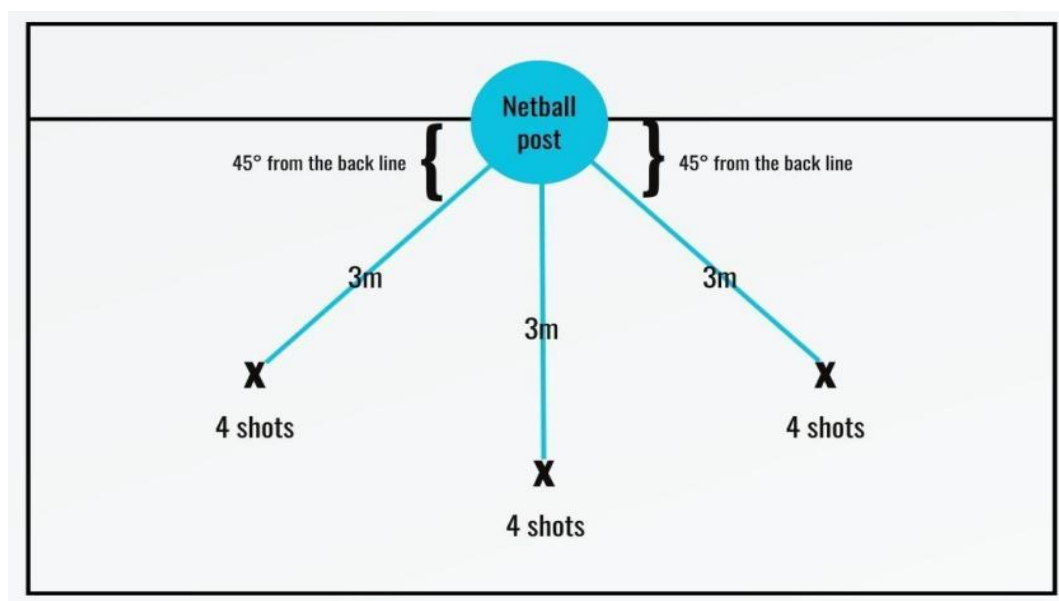 Netball
post
45° from the back line
45° from the back line
3m
3m
3m
X
X
4 shots
4 shots
X
4 shots